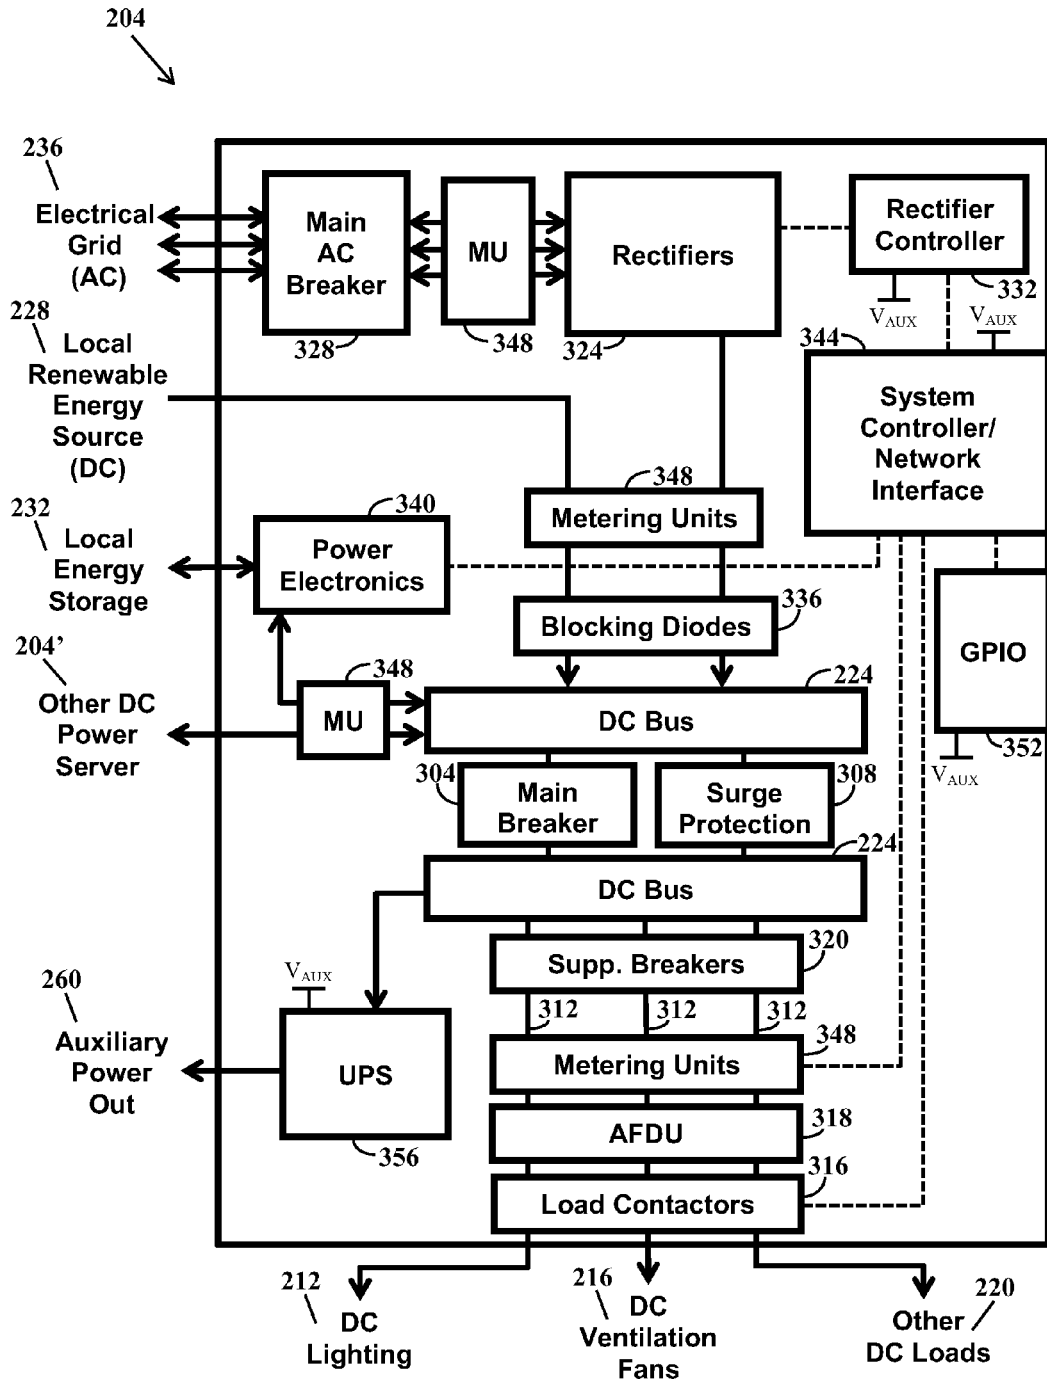 204
236
Electrical
Grid
(AC)
Main
AC
Breaker
328
MU
348
Rectifiers
324
Rectifier
Controller
332
VAUX
VAUX
344
System
Controller/
Network
Interface
228
Local
Renewable
Energy
Source
(DC)
348
Metering Units
232
Local
Energy
Storage
340
Power
Electronics
336
Blocking Diodes
GPIO
352
VAUX
204’
Other DC
Power
Server
348
MU
224
DC Bus
304
Main
Breaker
308
Surge
Protection
224
DC Bus
320
Supp. Breakers
312
312
312
348
Metering Units
VAUX
260
Auxiliary
Power
Out
UPS
356
318
AFDU
316
Load Contactors
212
DC
Lighting
216
DC
Ventilation
Fans
220
Other
DC Loads